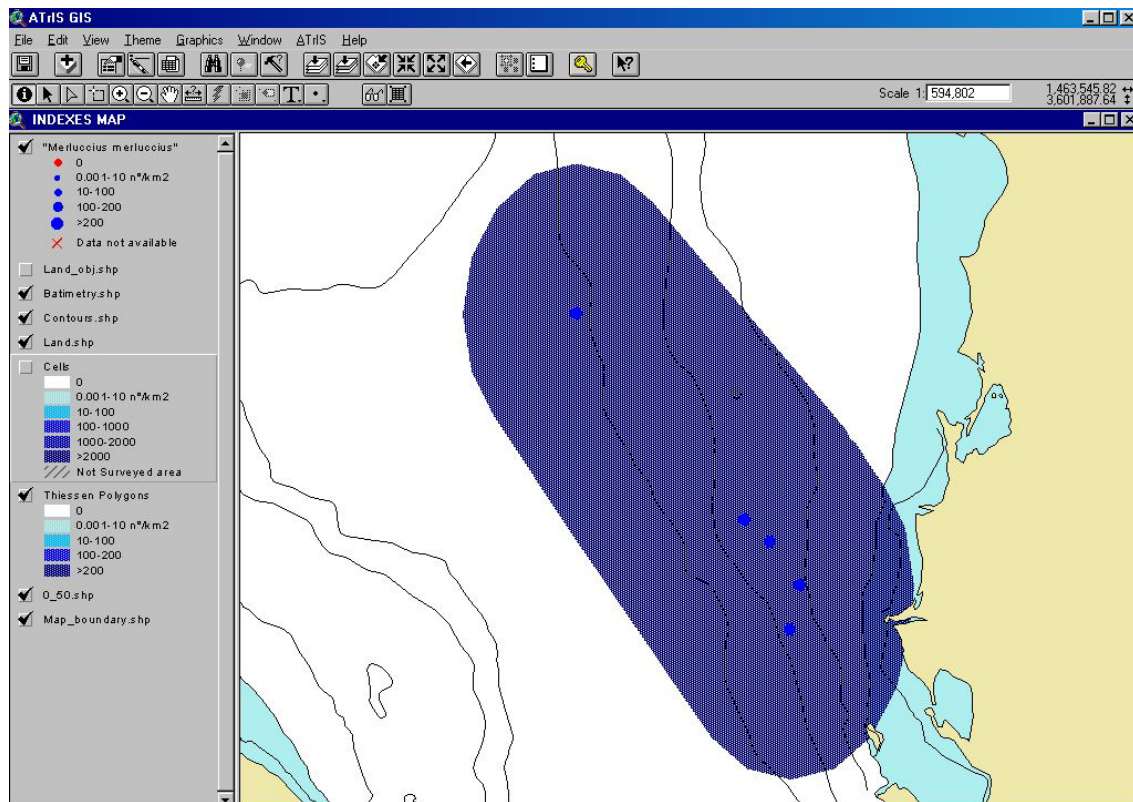 ATrIS GIS
File Edit View Theme Graphics Window ATrIS Help
Scale 1: 594,802
1,463,545.82
3,601,887.64
INDEXES MAP
"Merluccius merluccius"
0
0.001-10 nº/km2
10-100
100-200
>200
Data not available
Land_obj.shp
Batimetry.shp
Contours.shp
Land.shp
Cells
0
0.001-10 nº/km2
10-100
100-1000
1000-2000
>2000
Not Surveyed area
Thiessen Polygons
0
0.001-10 nº/km2
10-100
100-200
>200
0_50.shp
Map_boundary.shp